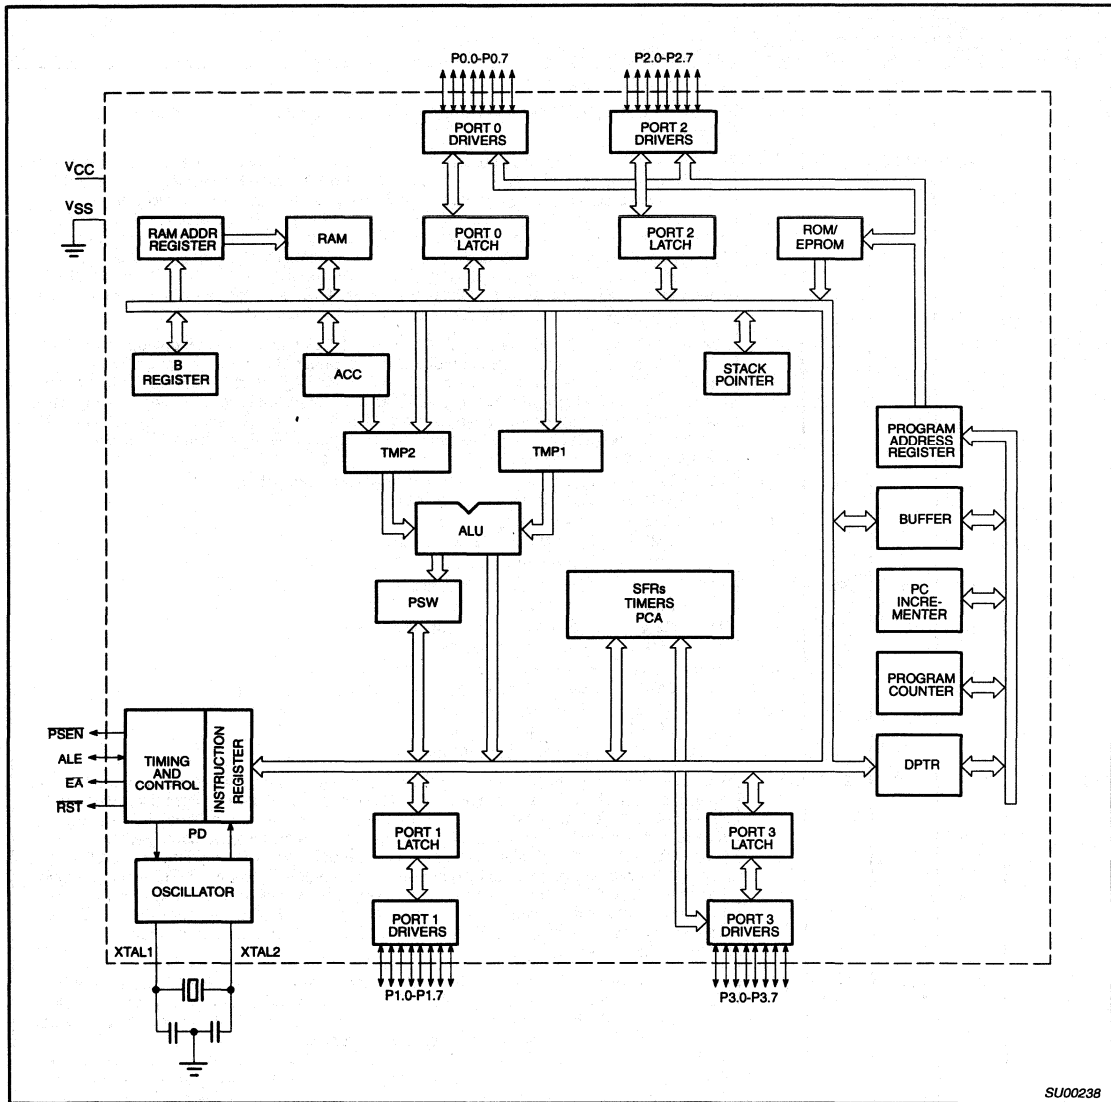 P0.0-P0.7
P2.0-P2.7
PORT 0
DRIVERS
PORT 2
DRIVERS
VCC
VSS
RAM ADDR
REGISTER
RAM
PORT 0
LATCH
PORT 2
LATCH
ROM/
EPROM
B
REGISTER
ACC
STACK
POINTER
TMP2
TMP1
PROGRAM
ADDRESS
REGISTER
ALU
BUFFER
PSW
SFRs
TIMERS
PCA
PC
INCRE-
MENTER
PROGRAM
COUNTER
PSEN
ALE
EA
RST
TIMING
AND
CONTROL
INSTRUCTION
REGISTER
DPTR
PD
PORT 1
LATCH
PORT 3
LATCH
OSCILLATOR
PORT 1
DRIVERS
PORT 3
DRIVERS
XTAL1
XTAL2
P1.0-P1.7
P3.0-P3.7
SU00238